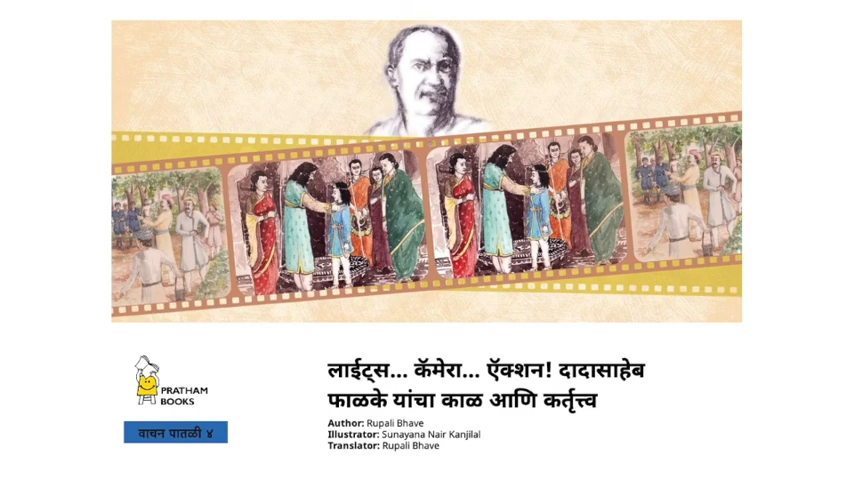 PRATHAM
BOOKS
वाचन पातळी ४
लाईट्स... कॅमेरा... ऍक्शन! दादासाहेब
फाळके यांचा काळ आणि कर्तृत्त्व
Author: Rupali Bhave
Illustrator: Sunayana Nair Kanjilal
Translator: Rupali Bhave